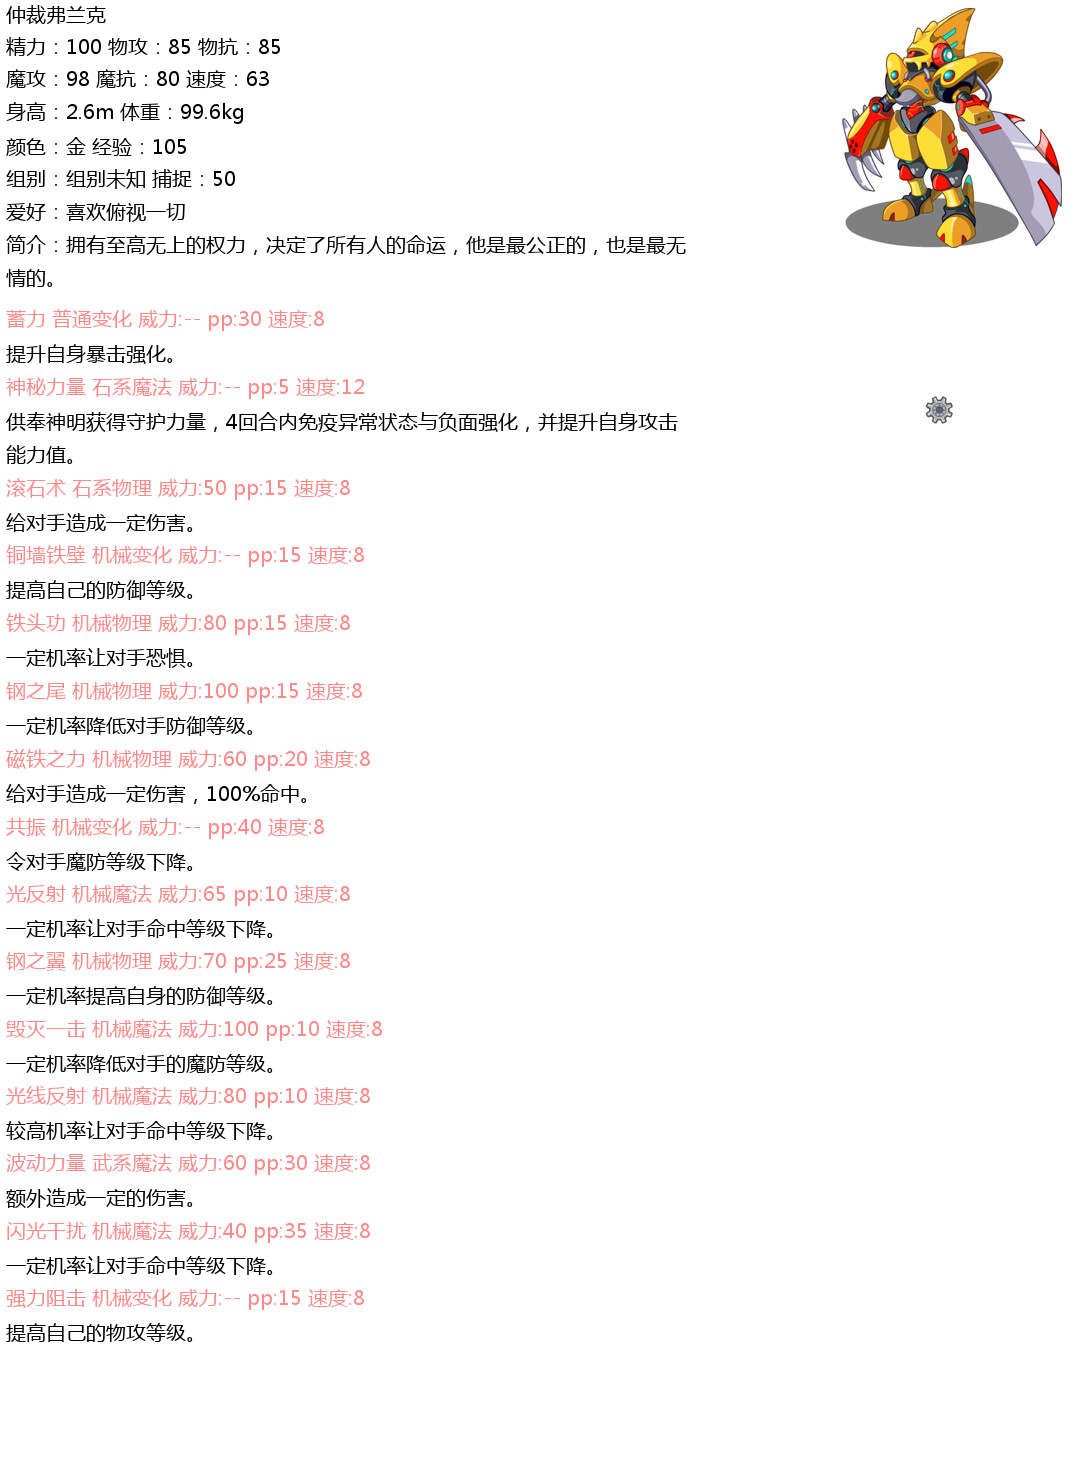 仲裁弗兰克
精力：100 物攻：85 物抗：85
魔攻：98 魔抗：80 速度：63
身高：2.6m 体重：99.6kg
颜色：金 经验：105
组别：组别未知 捕捉：50
爱好：喜欢俯视一切
简介：拥有至高无上的权力，决定了所有人的命运，他是最公正的，也是最无
情的。
蓄力 普通变化 威力:-- pp:30 速度:8
提升自身暴击强化。
神秘力量 石系魔法 威力:-- pp:5 速度:12
供奉神明获得守护力量，4回合内免疫异常状态与负面强化，并提升自身攻击
能力值。
滚石术 石系物理 威力:50 pp:15 速度:8
给对手造成一定伤害。
铜墙铁壁 机械变化 威力:-- pp:15 速度:8
提高自己的防御等级。
铁头功 机械物理 威力:80 pp:15 速度:8
一定机率让对手恐惧。
钢之尾 机械物理 威力:100 pp:15 速度:8
一定机率降低对手防御等级。
磁铁之力 机械物理 威力:60 pp:20 速度:8
给对手造成一定伤害，100%命中。
共振 机械变化 威力:-- pp:40 速度:8
令对手魔防等级下降。
光反射 机械魔法 威力:65 pp:10 速度:8
一定机率让对手命中等级下降。
钢之翼 机械物理 威力:70 pp:25 速度:8
一定机率提高自身的防御等级。
毁灭一击 机械魔法 威力:100 pp:10 速度:8
一定机率降低对手的魔防等级。
光线反射 机械魔法 威力:80 pp:10 速度:8
较高机率让对手命中等级下降。
波动力量 武系魔法 威力:60 pp:30 速度:8
额外造成一定的伤害。
闪光干扰 机械魔法 威力:40 pp:35 速度:8
一定机率让对手命中等级下降。
强力阻击 机械变化 威力:-- pp:15 速度:8
提高自己的物攻等级。